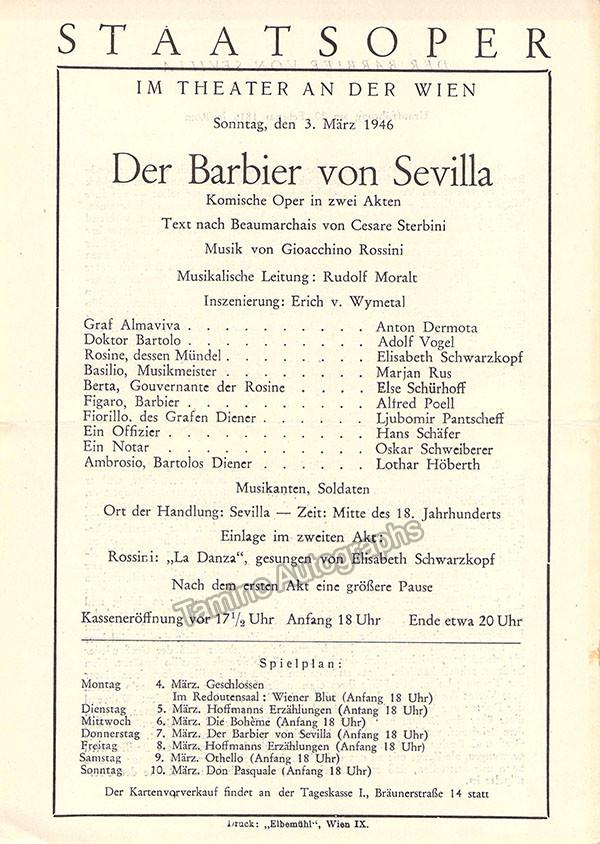 STAATSOPER
IM THEATER AN DER WIEN
Sonntag, den 3. März 1946
Der Barbier von Sevilla
Komische Oper in zwei Akten
Text nach Beaumarchais von Cesare Sterbini
Musik von Gioacchino Rossini
Musikalische Leitung: Rudolf Moralt
Inszenierung: Erich v. Wymetal
Graf Almaviva . . . . . . . . . . Anton Dermota
Doktor Bartolo . . . . . . . . . . Adolf Vogel
Rosine, dessen Mündel . . . . . . . . Elisabeth Schwarzkopf
Basilio, Musikmeister . . . . . . . . Marjan Rus
Berta, Gouvernante der Rosine . . . . Else Schürhoff
Figaro, Barbier . . . . . . . . . . Alfred Poell
Fiorillo, des Grafen Diener . . . . . . Ljubomir Pantscheff
Ein Offizier . . . . . . . . . . . Hans Schäfer
Ein Notar . . . . . . . . . . . Oskar Schweiberer
Ambrosio, Bartolos Diener . . . . . . Lothar Höberth
Musikanten, Soldaten
Ort der Handlung: Sevilla — Zeit: Mitte des 18. Jahrhunderts
Einlage im zweiten Akt:
Rossini: „La Danza“, gesungen von Elisabeth Schwarzkopf
Nach dem ersten Akt eine größere Pause
Tamino Autographs
Kasseneröffnung vor 17½ Uhr Anfang 18 Uhr Ende etwa 20 Uhr
Spielplan:
Montag 4. März. Geschlossen
Im Redoutensaal: Wiener Blut (Anfang 18 Uhr)
Dienstag 5. März. Hoffmanns Erzählungen (Anfang 18 Uhr)
Mittwoch 6. März. Die Bohème (Anfang 18 Uhr)
Donnerstag 7. März. Der Barbier von Sevilla (Anfang 18 Uhr)
Freitag 8. März. Hoffmanns Erzählungen (Anfang 18 Uhr)
Samstag 9. März. Othello (Anfang 18 Uhr)
Sonntag 10. März. Don Pasquale (Anfang 18 Uhr)
Der Kartenvorverkauf findet an der Tageskasse I., Bräunerstraße 14 statt
Druck: „Elbemühl“, Wien IX.